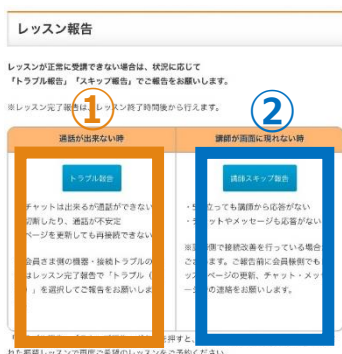 レッスン報告
レッスンが正常に受講できない場合は、状況に応じて
「トラブル報告」「スキップ報告」でご報告をお願いします。
※レッスン完了報告は、レッスン終了時間後から行えます。
①
②
通話が出来ない時
講師が画面に現れない時
トラブル報告
講師スキップ報告
チャットは出来るが通話ができない
切断したり、通話が不安定
ページを更新しても再接続できない
会員さま側の機器・接続トラブルの
はレッスン完了報告で「トラブル（
」を選択してご報告をお願いしま
立っても講師から応答がない
ットやメッセージも応答がない
側で接続改善を行っている場合
ます。ご報告前に会員様側でも
ページの更新、チャット・メッ
の連絡をお願いします。
を押すと、